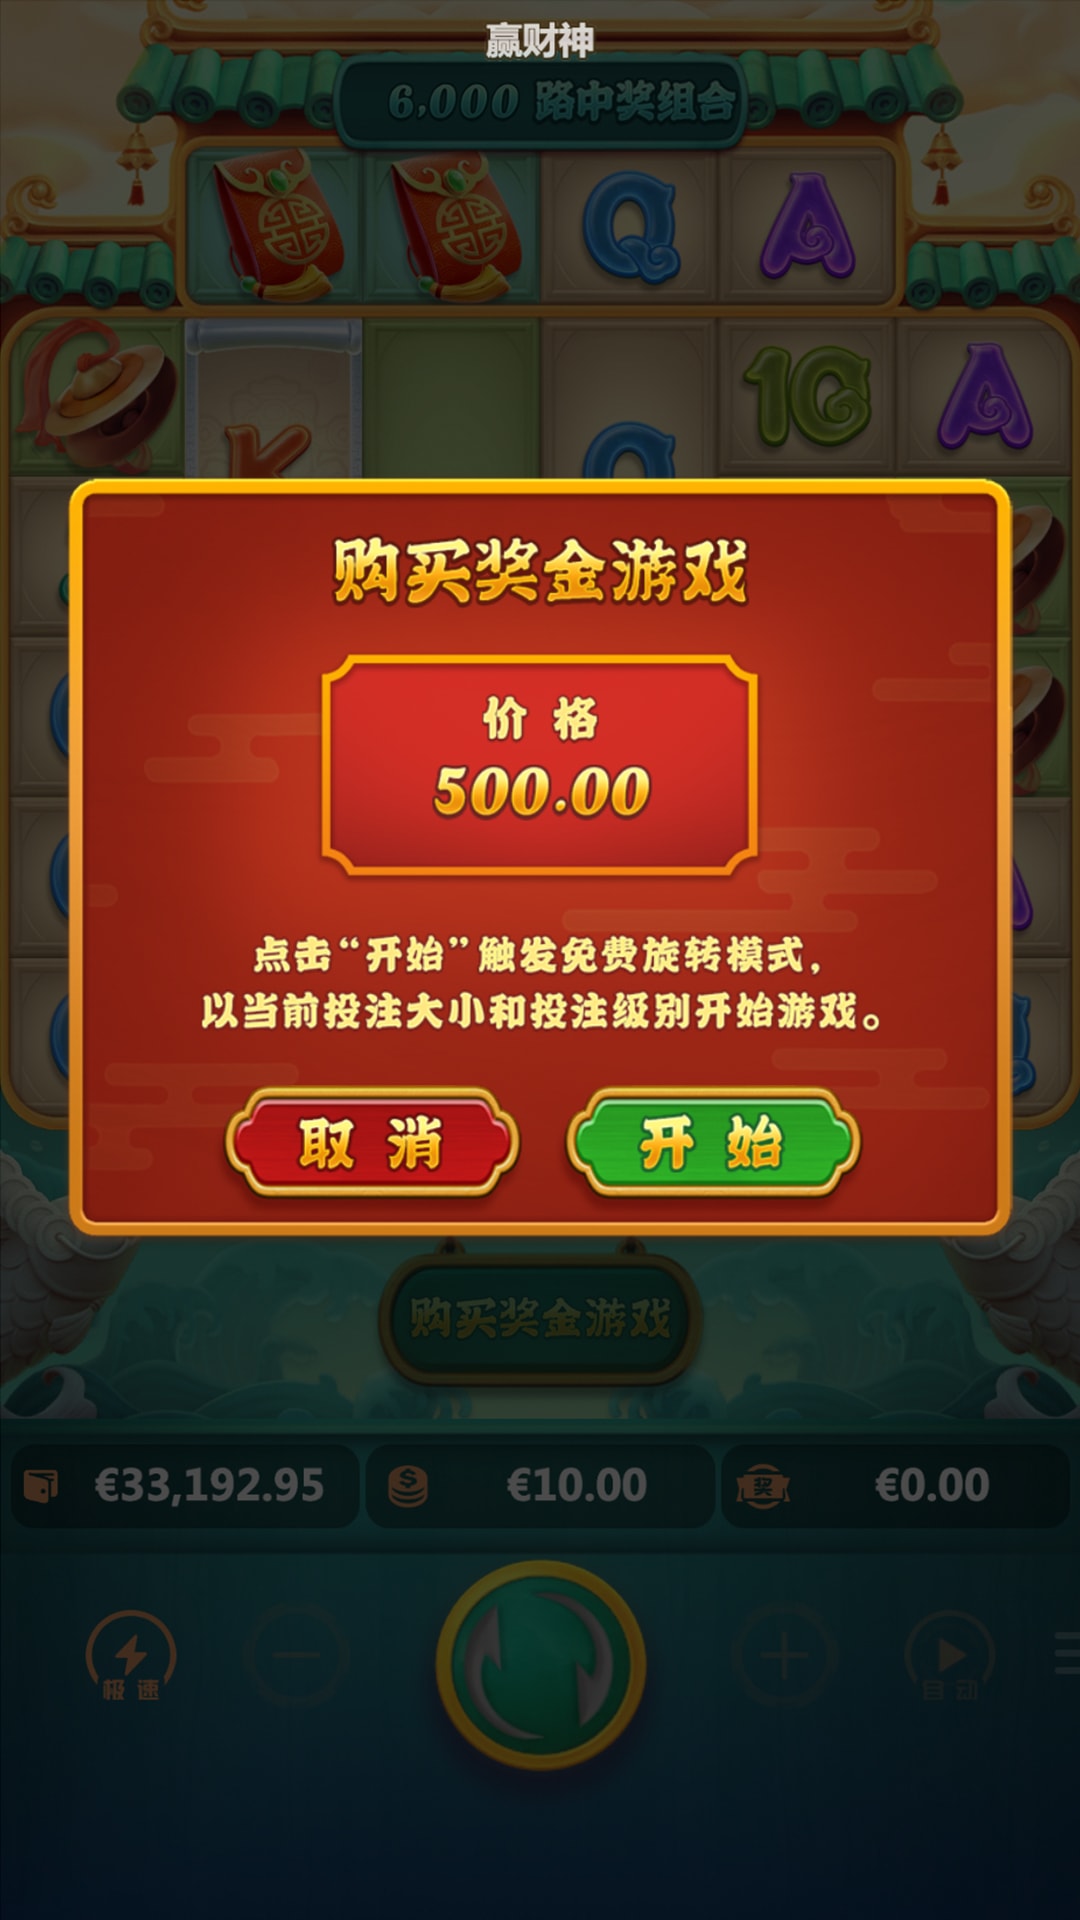 赢财神
6,000 路中奖组合
Q A
K Q 10 A
购买奖金游戏
价格
500.00
点击“开始”触发免费旋转模式，
以当前投注大小和投注级别开始游戏。
取消 开始
购买奖金游戏
€33,192.95 €10.00 奖 €0.00
极速 自动